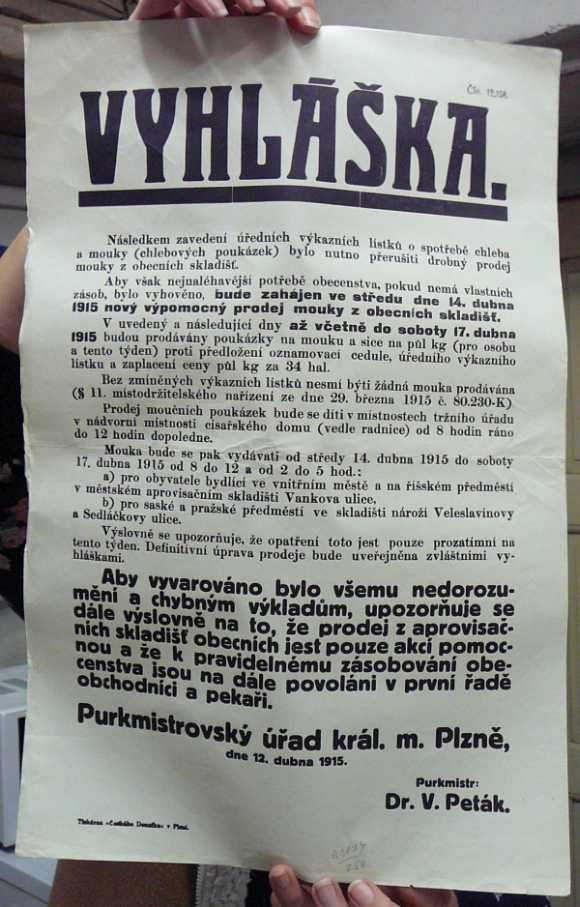 VYHLÁŠKA.
Následkem zavedení úředních výkazních lístků o spotřebě chleba
a mouky (chlebových poukázek) bylo nutno přerušiti drobný prodej
mouky z obecních skladišť.
Aby však nejnaléhavější potřebě obecenstva, pokud nemá vlastních
zásob, bylo vyhověno, bude zahájen ve středu dne 14. dubna
1915 nový výpomocný prodej mouky z obecních skladišť.
V uvedený a následující dny až včetně do soboty 17. dubna
1915 budou prodávány poukázky na mouku a sice na půl kg (pro osobu
a tento týden) proti předložení oznamovací cedule, úředního výkazního
lístku a zaplacení ceny půl kg za 34 hal.
Bez zmíněných výkazních lístků nesmí býti žádná mouka prodávána
(§ 11. místodržitelského nařízení ze dne 29. března 1915 č. 80.230-K)
Prodej moučních poukázek bude se díti v místnostech tržního úřadu
v nádvorní místnosti císařského domu (vedle radnice) od 8 hodin ráno
do 12 hodin dopoledne.
Mouka bude se pak vydávati od středy 14. dubna 1915 do soboty
17. dubna 1915 od 8 do 12 a od 2 do 5 hod.:
a) pro obyvatele bydlící ve vnitřním městě a na říšském předměstí
v městském aprovisačním skladišti Vankova ulice,
b) pro saské a pražské předměstí ve skladišti nároží Veleslavínovy
a Sedláčkovy ulice.
Výslovně se upozorňuje, že opatření toto jest pouze prozatímní na
tento týden. Definitivní úprava prodeje bude uveřejněna zvláštními vy-
hláškami.
Aby vyvarováno bylo všemu nedorozu-
mění a chybným výkladům, upozorňuje se
dále výslovně na to, že prodej z aprovisač-
ních skladišť obecních jest pouze akcí pomoc-
nou a že k pravidelnému zásobování obe-
censtva jsou na dále povoláni v první řadě
obchodníci a pekaři.
Purkmistrovský úřad král. m. Plzně,
dne 12. dubna 1915.
Purkmistr:
Dr. V. Peták.
Tiskárna »Českého Denníku« v Plzni.